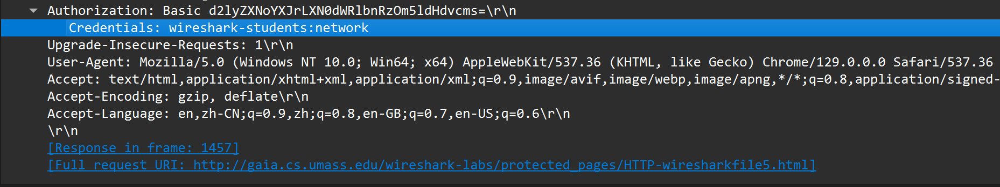 Authorization: Basic d2lyZXNoYXJrLXN0dWRlbnRzOm5ldHdvcms=\r\n
Credentials: wireshark-students:network
Upgrade-Insecure-Requests: 1\r\n
User-Agent: Mozilla/5.0 (Windows NT 10.0; Win64; x64) AppleWebKit/537.36 (KHTML, like Gecko) Chrome/129.0.0.0 Safari/537.36
Accept: text/html,application/xhtml+xml,application/xml;q=0.9,image/avif,image/webp,image/apng,*/*;q=0.8,application/signed-
Accept-Encoding: gzip, deflate\r\n
Accept-Language: en,zh-CN;q=0.9,zh;q=0.8,en-GB;q=0.7,en-US;q=0.6\r\n
\r\n
[Response in frame: 1457]
[Full request URI: http://gaia.cs.umass.edu/wireshark-labs/protected_pages/HTTP-wiresharkfile5.html]